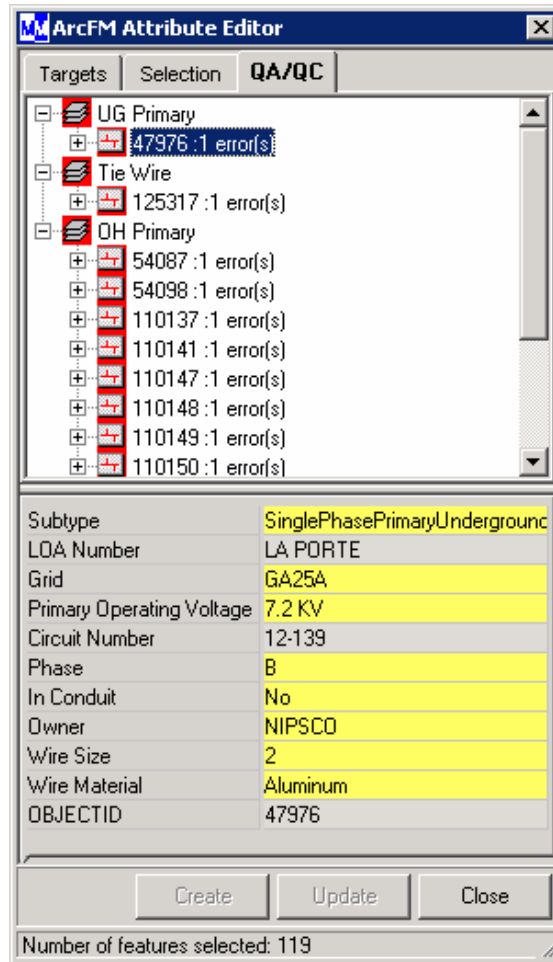 MM ArcFM Attribute Editor
Targets Selection QA/QC
UG Primary
47976 :1 error(s)
Tie Wire
125317 :1 error(s)
OH Primary
54087 :1 error(s)
54098 :1 error(s)
110137 :1 error(s)
110141 :1 error(s)
110147 :1 error(s)
110148 :1 error(s)
110149 :1 error(s)
110150 :1 error(s)
Subtype SinglePhasePrimaryUnderground
LOA Number LA PORTE
Grid GA25A
Primary Operating Voltage 7.2 KV
Circuit Number 12-139
Phase B
In Conduit No
Owner NIPSCO
Wire Size 2
Wire Material Aluminum
OBJECTID 47976
Create Update Close
Number of features selected: 119